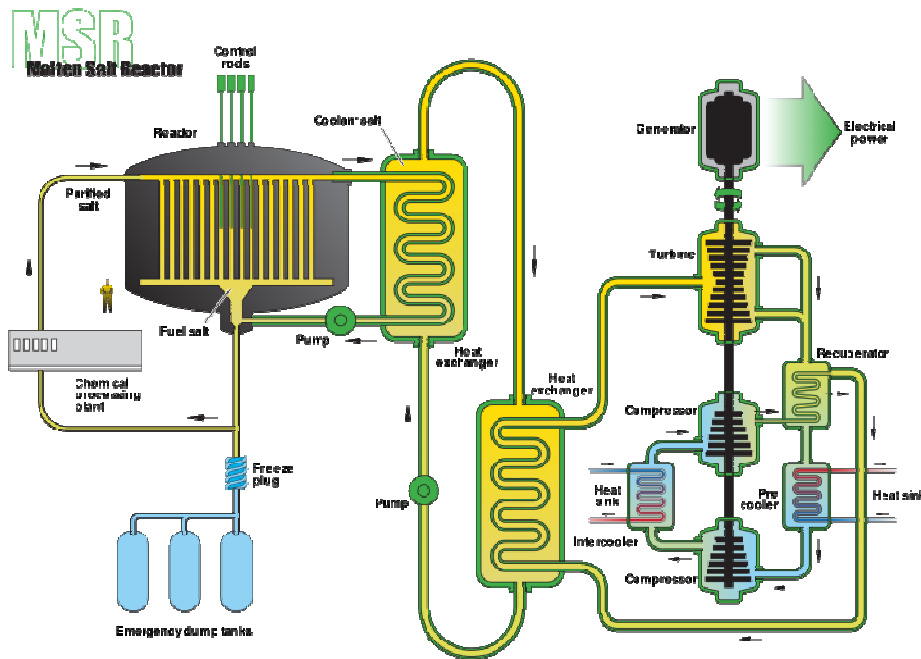 MSR
Molten Salt Reactor
Control
rods
Reactor
Coolant salt
Generator
Electrical
power
Purified
salt
Turbine
Fuel salt
Pump
Heat
exchanger
Recuperator
Chemical
processing
plant
Heat
exchanger
Compressor
Freeze
plug
Pump
Heat
sink
Pre
cooler
Heat sink
Intercooler
Compressor
Emergency dump tanks